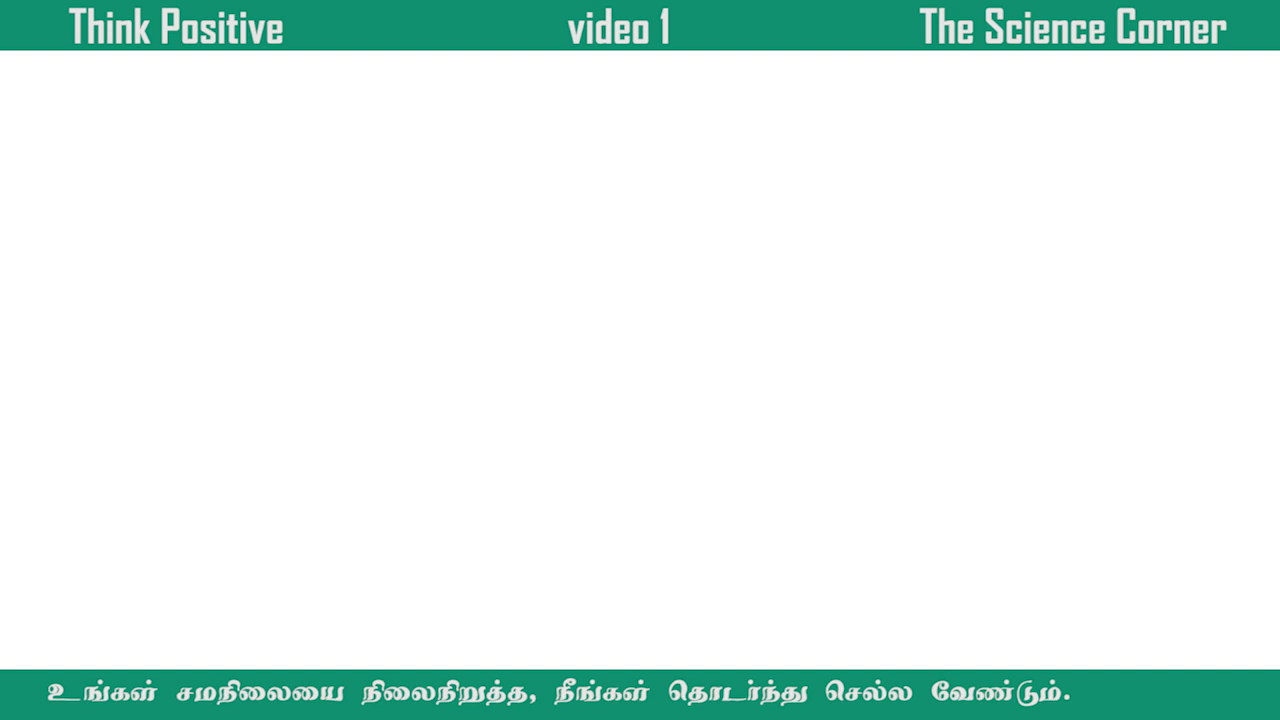 Think Positive video 1 The Science Corner
உங்கள் சமநிலையை நிலைநிறுத்த, நீங்கள் தொடர்ந்து செல்ல வேண்டும்.